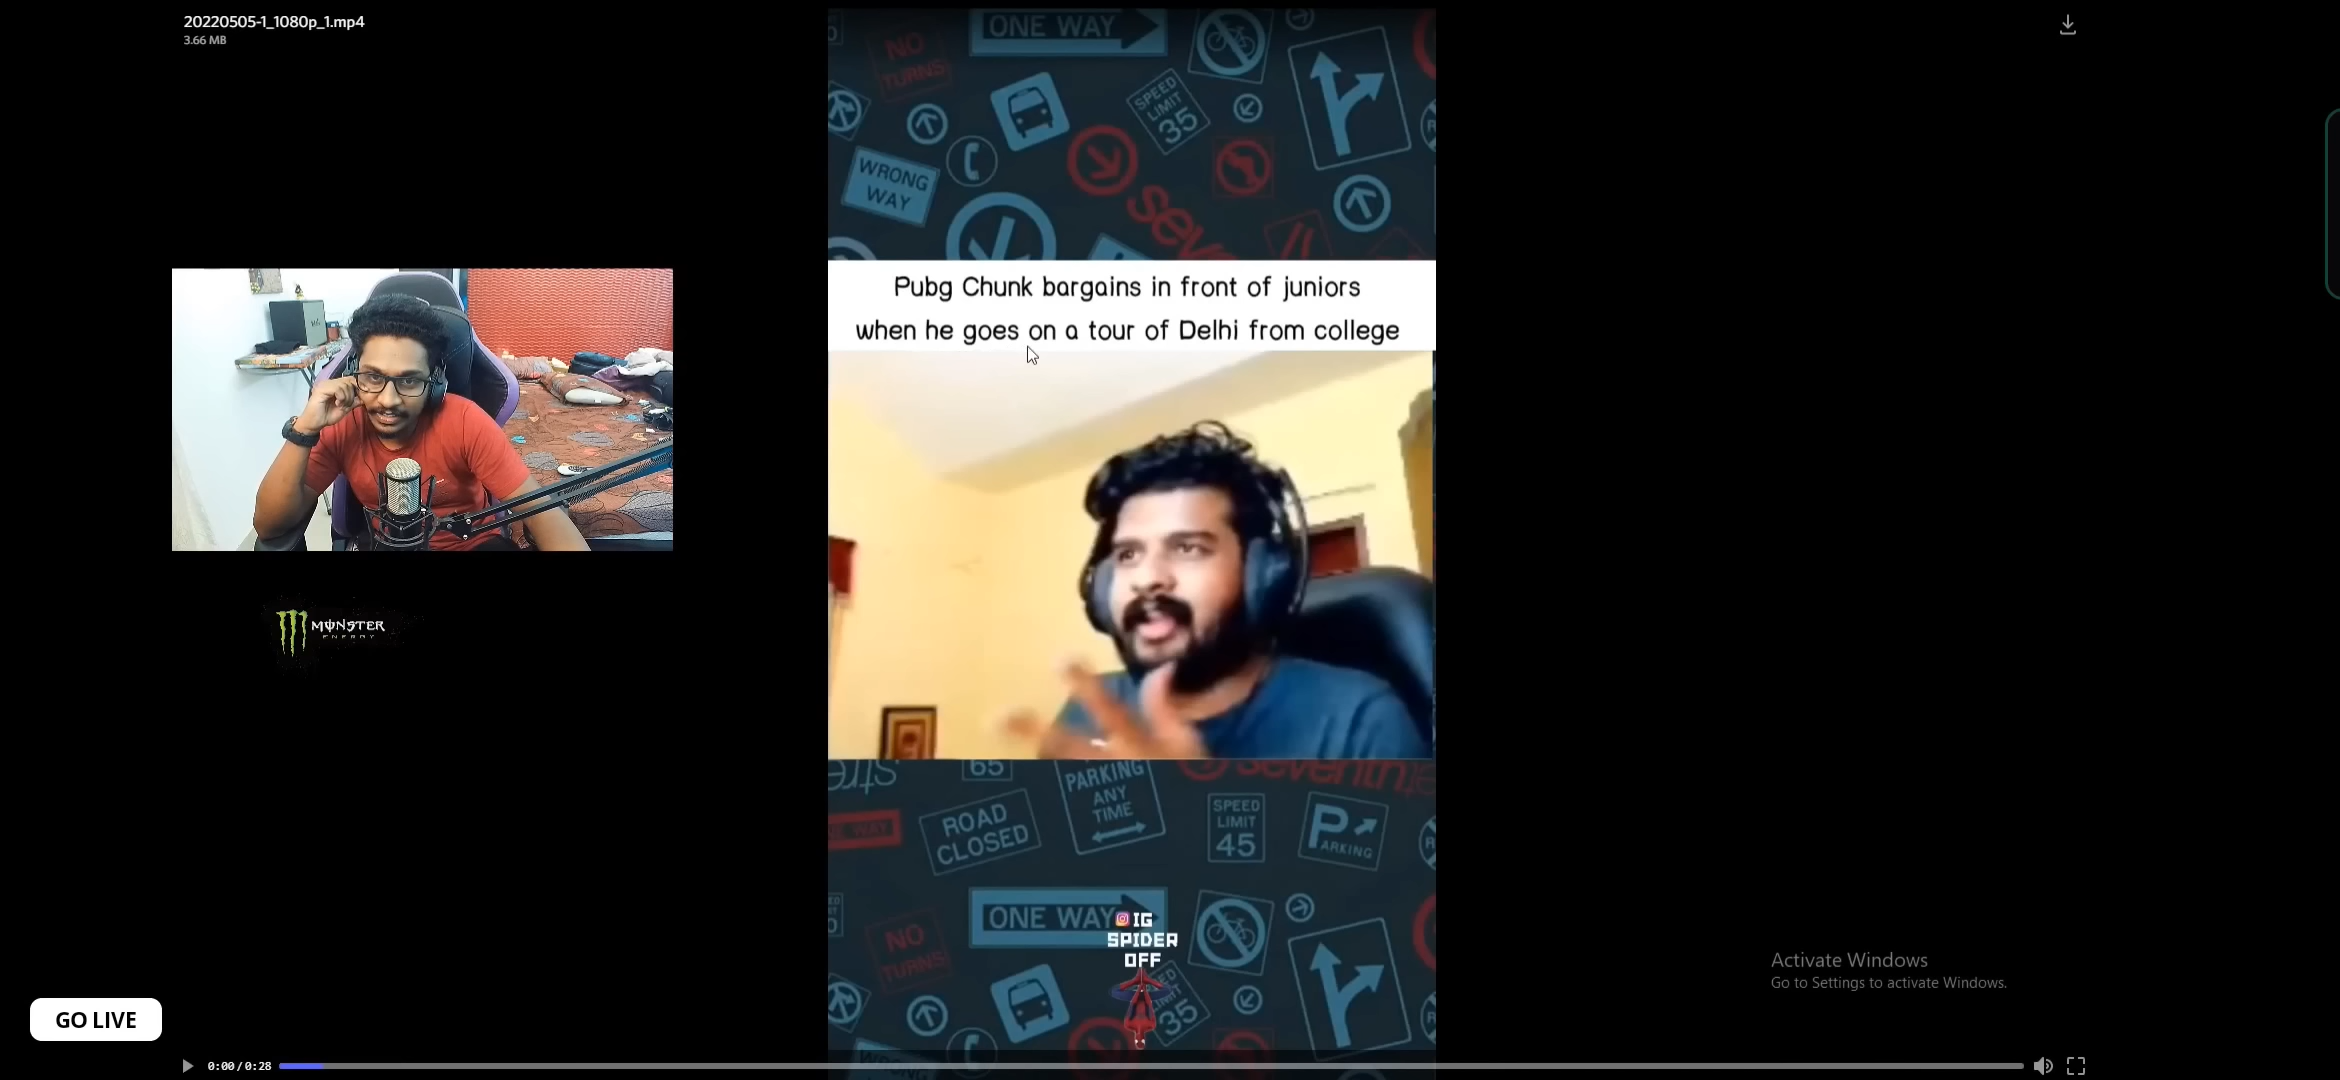 20220505-1_1080p_1.mp4
3.66 MB
ONE WAY
NO
TURNS
SPEED
LIMIT
35
WRONG
WAY
Pubg Chunk bargains in front of juniors
when he goes on a tour of Delhi from college
MONSTER
ENERGY
65
PARKING
ANY
TIME
ROAD
CLOSED
SPEED
LIMIT
45
PARKING
ONE WAY
NO
TURNS
IG
SPIDER
OFF
35
Activate Windows
Go to Settings to activate Windows.
GO LIVE
0:00 / 0:28